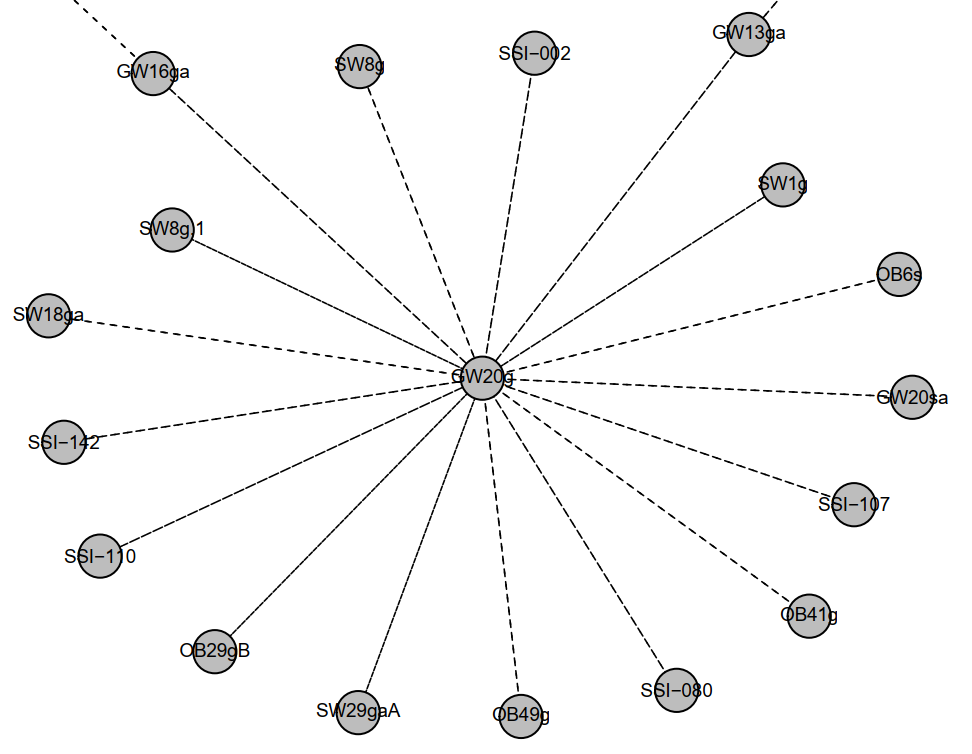 GW13ga
SSI−002
SW8g
GW16ga
SW1g
SW8g.1
OB6s
SW18ga
GW20g
GW20sa
SSI−142
SSI−107
SSI−110
OB41g
OB29gB
SSI−080
SW29gaA
OB49g